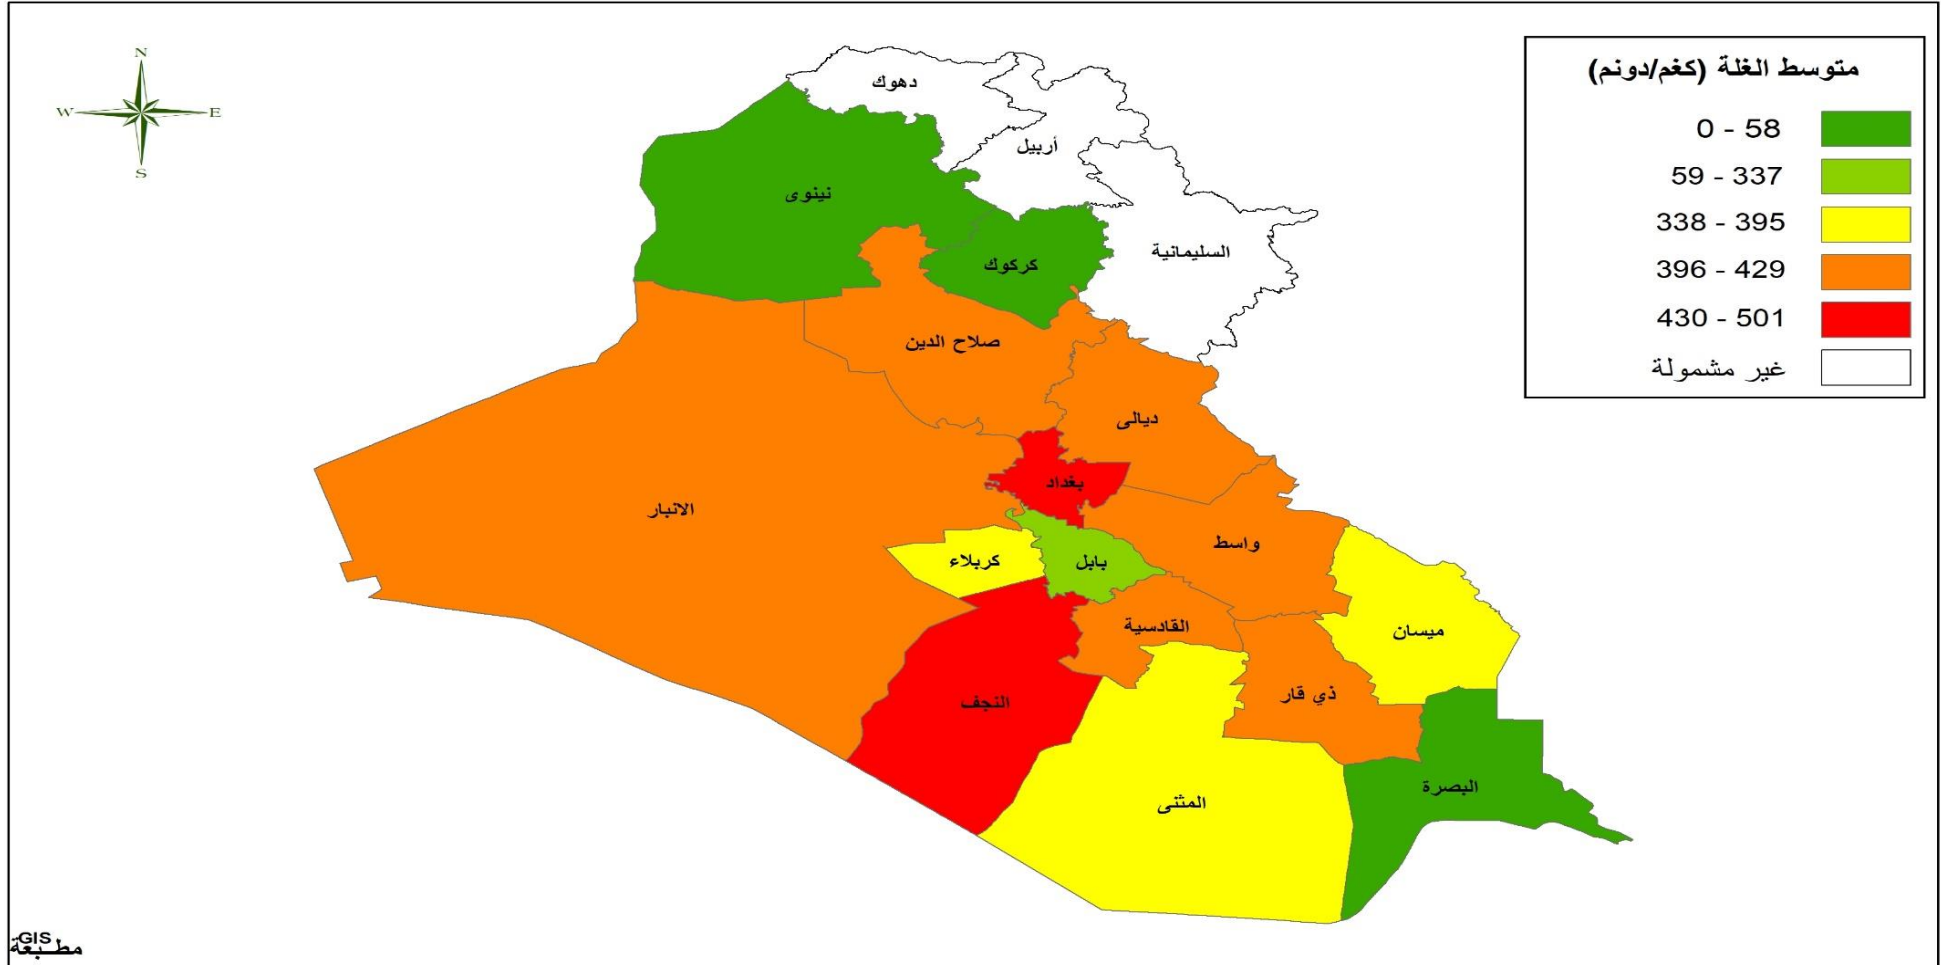 N
W
E
S
متوسط الغلة (كغم/دونم)
0 - 58
59 - 337
338 - 395
396 - 429
430 - 501
غير مشمولة
دهوك
أربيل
نينوى
السليمانية
كركوك
صلاح الدين
ديالى
بغداد
الانبار
واسط
كربلاء
بابل
القادسية
ميسان
ذي قار
النجف
البصرة
المثنى
GIS
مطـبعة